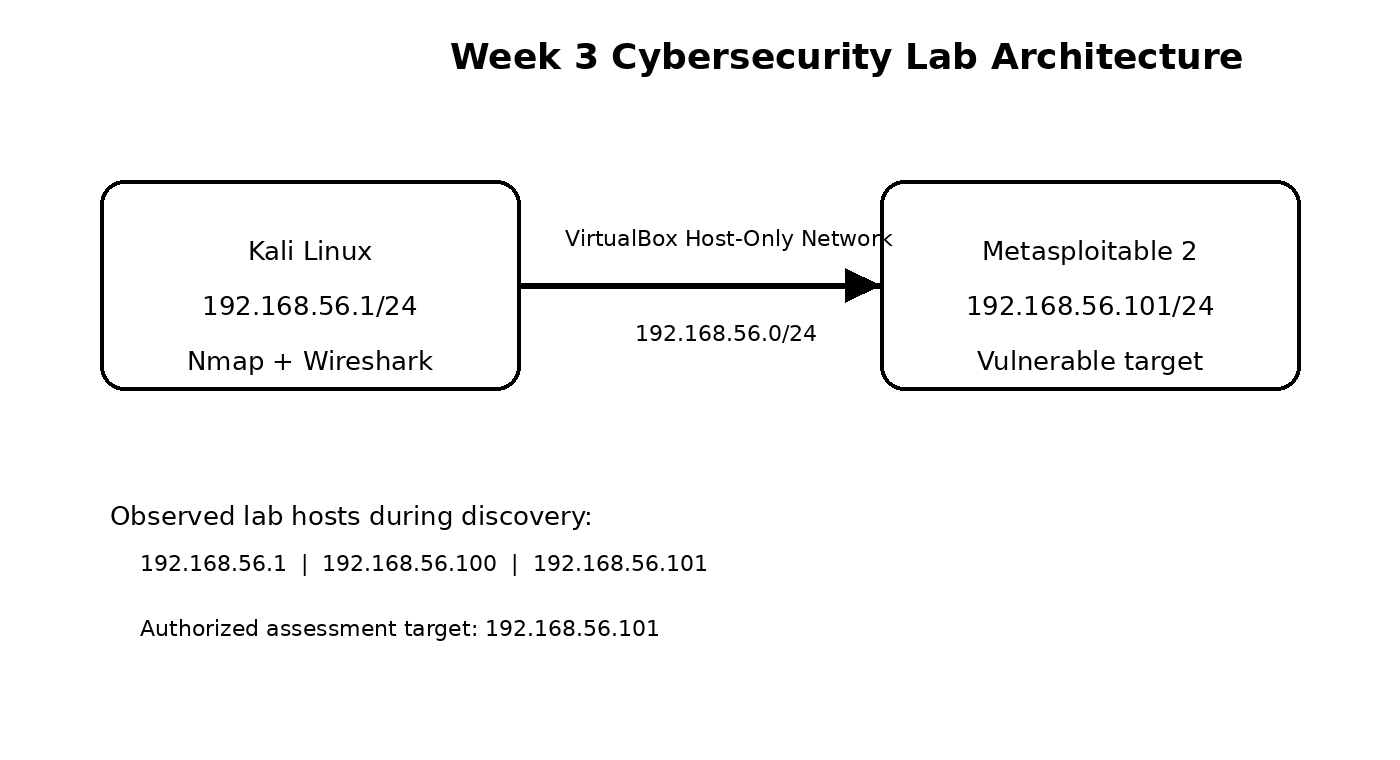 Week 3 Cybersecurity Lab Architecture
Kali Linux
192.168.56.1/24
Nmap + Wireshark
VirtualBox Host-Only Network
192.168.56.0/24
Metasploitable 2
192.168.56.101/24
Vulnerable target
Observed lab hosts during discovery:
192.168.56.1 | 192.168.56.100 | 192.168.56.101
Authorized assessment target: 192.168.56.101